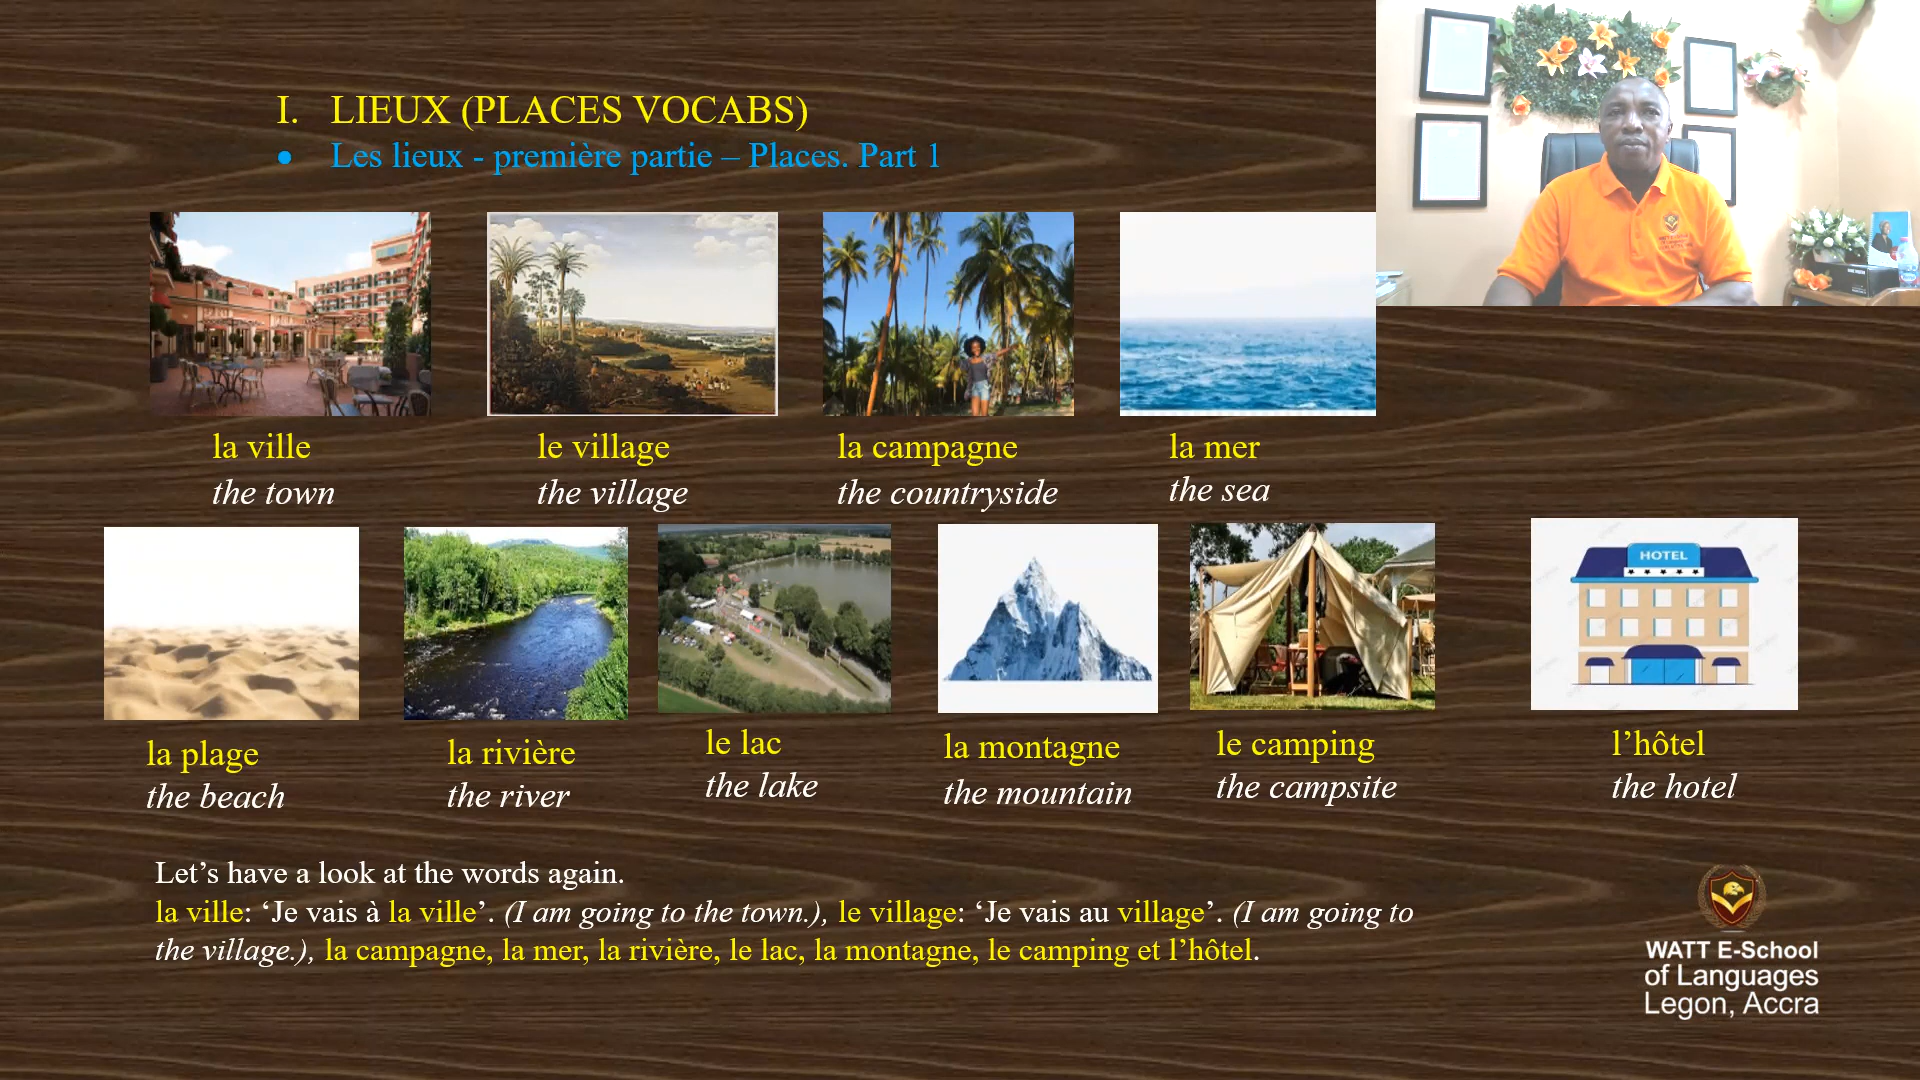 I. LIEUX (PLACES VOCABS)
• Les lieux - première partie – Places. Part 1
la ville
the town
le village
the village
la campagne
the countryside
la mer
the sea
HOTEL
la plage
the beach
la rivière
the river
le lac
the lake
la montagne
the mountain
le camping
the campsite
l’hôtel
the hotel
Let’s have a look at the words again.
la ville: ‘Je vais à la ville’. (I am going to the town.), le village: ‘Je vais au village’. (I am going to
the village.), la campagne, la mer, la rivière, le lac, la montagne, le camping et l’hôtel.
WATT E-School
of Languages
Legon, Accra